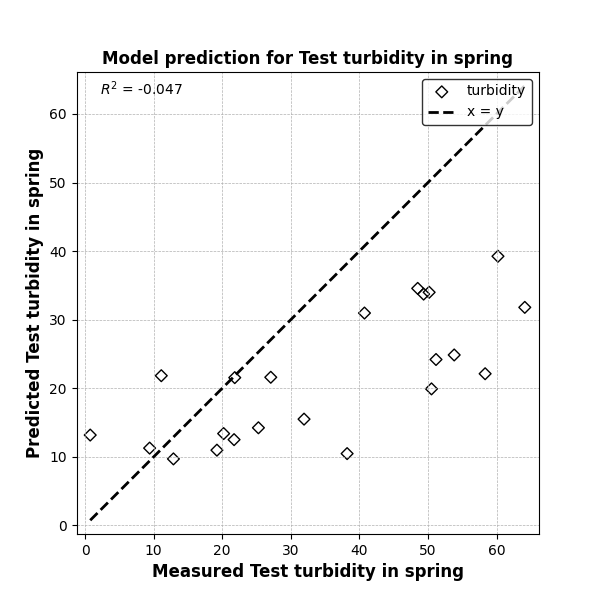 Model prediction for Test turbidity in spring
R² = -0.047
turbidity
x = y
Predicted Test turbidity in spring
60
50
40
30
20
10
0
0 10 20 30 40 50 60
Measured Test turbidity in spring